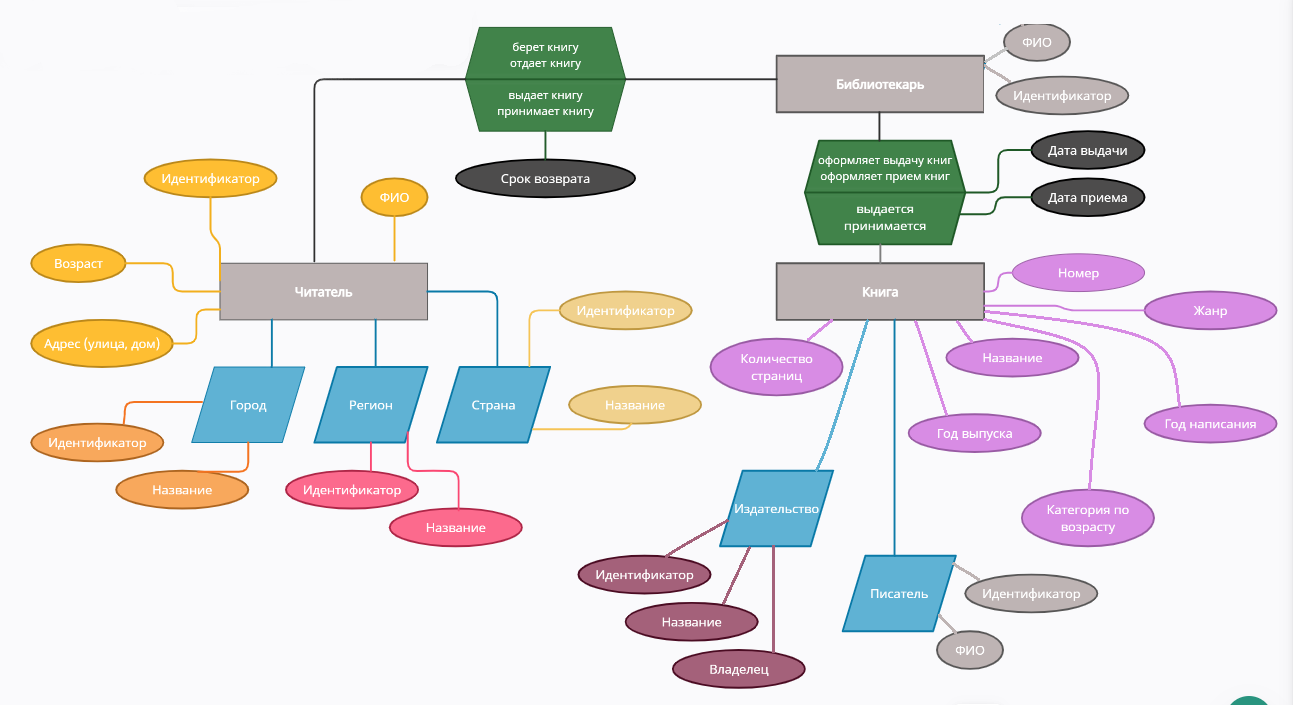 берет книгу
отдает книгу
выдает книгу
принимает книгу
Срок возврата
Библиотекарь
ФИО
Идентификатор
оформляет выдачу книг
оформляет прием книг
выдается
принимается
Дата выдачи
Дата приема
Идентификатор
ФИО
Возраст
Адрес (улица, дом)
Читатель
Город
Регион
Страна
Идентификатор
Название
Идентификатор
Название
Идентификатор
Название
Книга
Номер
Жанр
Количество
страниц
Название
Год выпуска
Год написания
Категория по
возрасту
Издательство
Идентификатор
Название
Владелец
Писатель
Идентификатор
ФИО